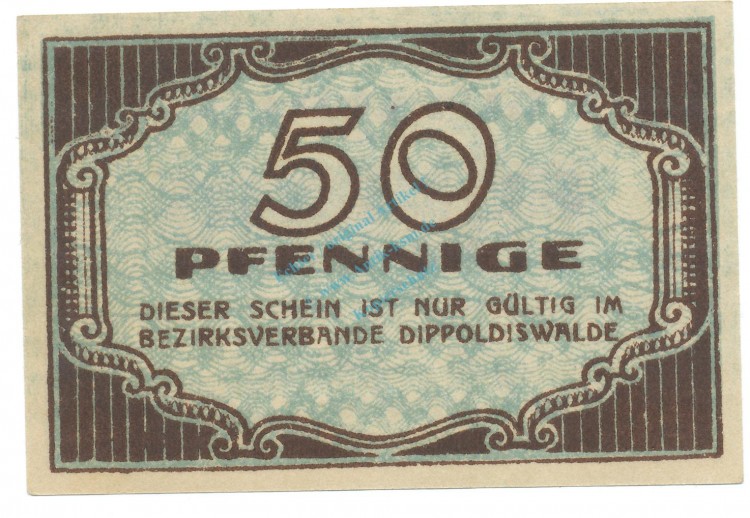 50
PFENNIGE
DIESER SCHEIN IST NUR GÜLTIG IM
BEZIRKSVERBANDE DIPPOLDISWALDE